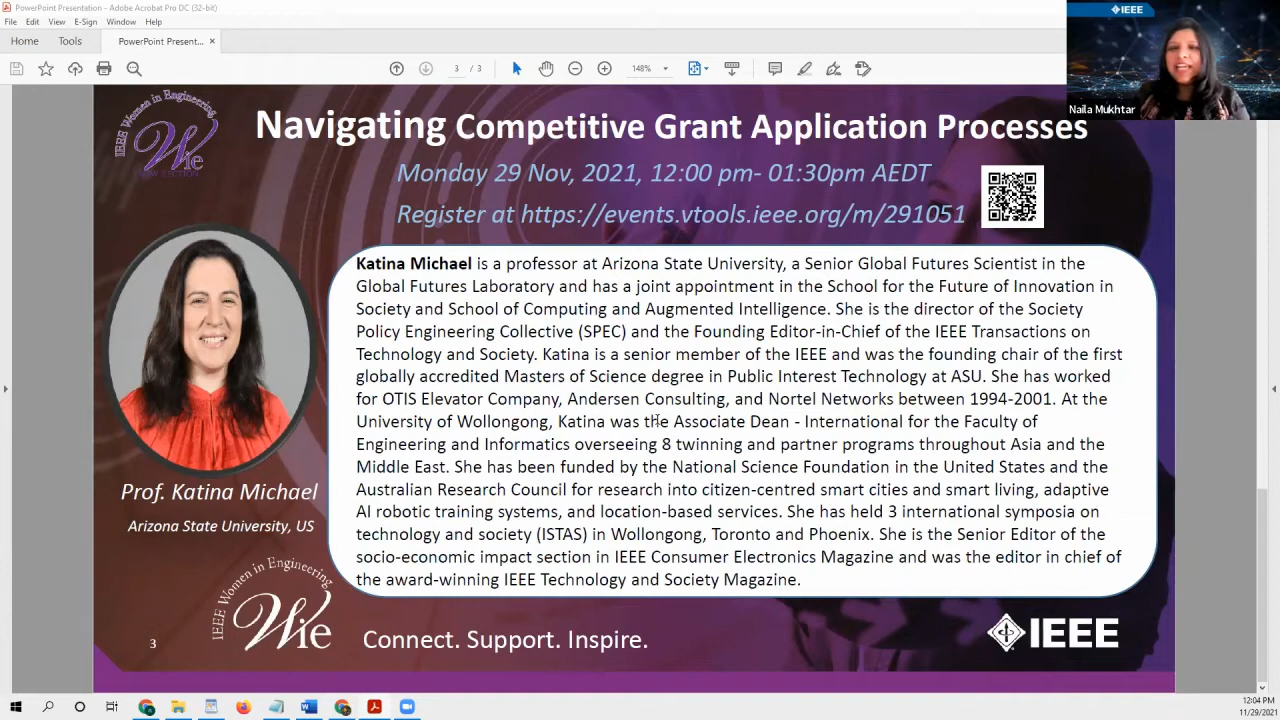 PowerPoint Presentation - Adobe Acrobat Pro DC (32-bit)
File Edit View E-Sign Window Help
Home Tools PowerPoint Present... ×
3 / 148%
IEEE
Naila Mukhtar
IEEE Women in Engineering
WIE
NSW SECTION
Navigating Competitive Grant Application Processes
Monday 29 Nov, 2021, 12:00 pm- 01:30pm AEDT
Register at https://events.vtools.ieee.org/m/291051
Katina Michael is a professor at Arizona State University, a Senior Global Futures Scientist in the
Global Futures Laboratory and has a joint appointment in the School for the Future of Innovation in
Society and School of Computing and Augmented Intelligence. She is the director of the Society
Policy Engineering Collective (SPEC) and the Founding Editor-in-Chief of the IEEE Transactions on
Technology and Society. Katina is a senior member of the IEEE and was the founding chair of the first
globally accredited Masters of Science degree in Public Interest Technology at ASU. She has worked
for OTIS Elevator Company, Andersen Consulting, and Nortel Networks between 1994-2001. At the
University of Wollongong, Katina was the Associate Dean - International for the Faculty of
Engineering and Informatics overseeing 8 twinning and partner programs throughout Asia and the
Middle East. She has been funded by the National Science Foundation in the United States and the
Australian Research Council for research into citizen-centred smart cities and smart living, adaptive
AI robotic training systems, and location-based services. She has held 3 international symposia on
technology and society (ISTAS) in Wollongong, Toronto and Phoenix. She is the Senior Editor of the
socio-economic impact section in IEEE Consumer Electronics Magazine and was the editor in chief of
the award-winning IEEE Technology and Society Magazine.
Prof. Katina Michael
Arizona State University, US
IEEE Women in Engineering
WIE
3
Connect. Support. Inspire.
IEEE
12:04 PM
11/29/2021